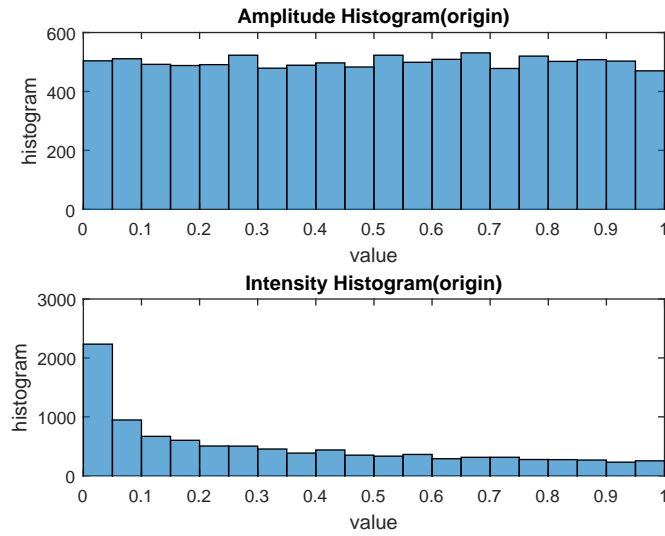 Amplitude Histogram(origin)
600
400
200
0
histogram
0 0.1 0.2 0.3 0.4 0.5 0.6 0.7 0.8 0.9 1
value
Intensity Histogram(origin)
3000
2000
1000
0
histogram
0 0.1 0.2 0.3 0.4 0.5 0.6 0.7 0.8 0.9 1
value